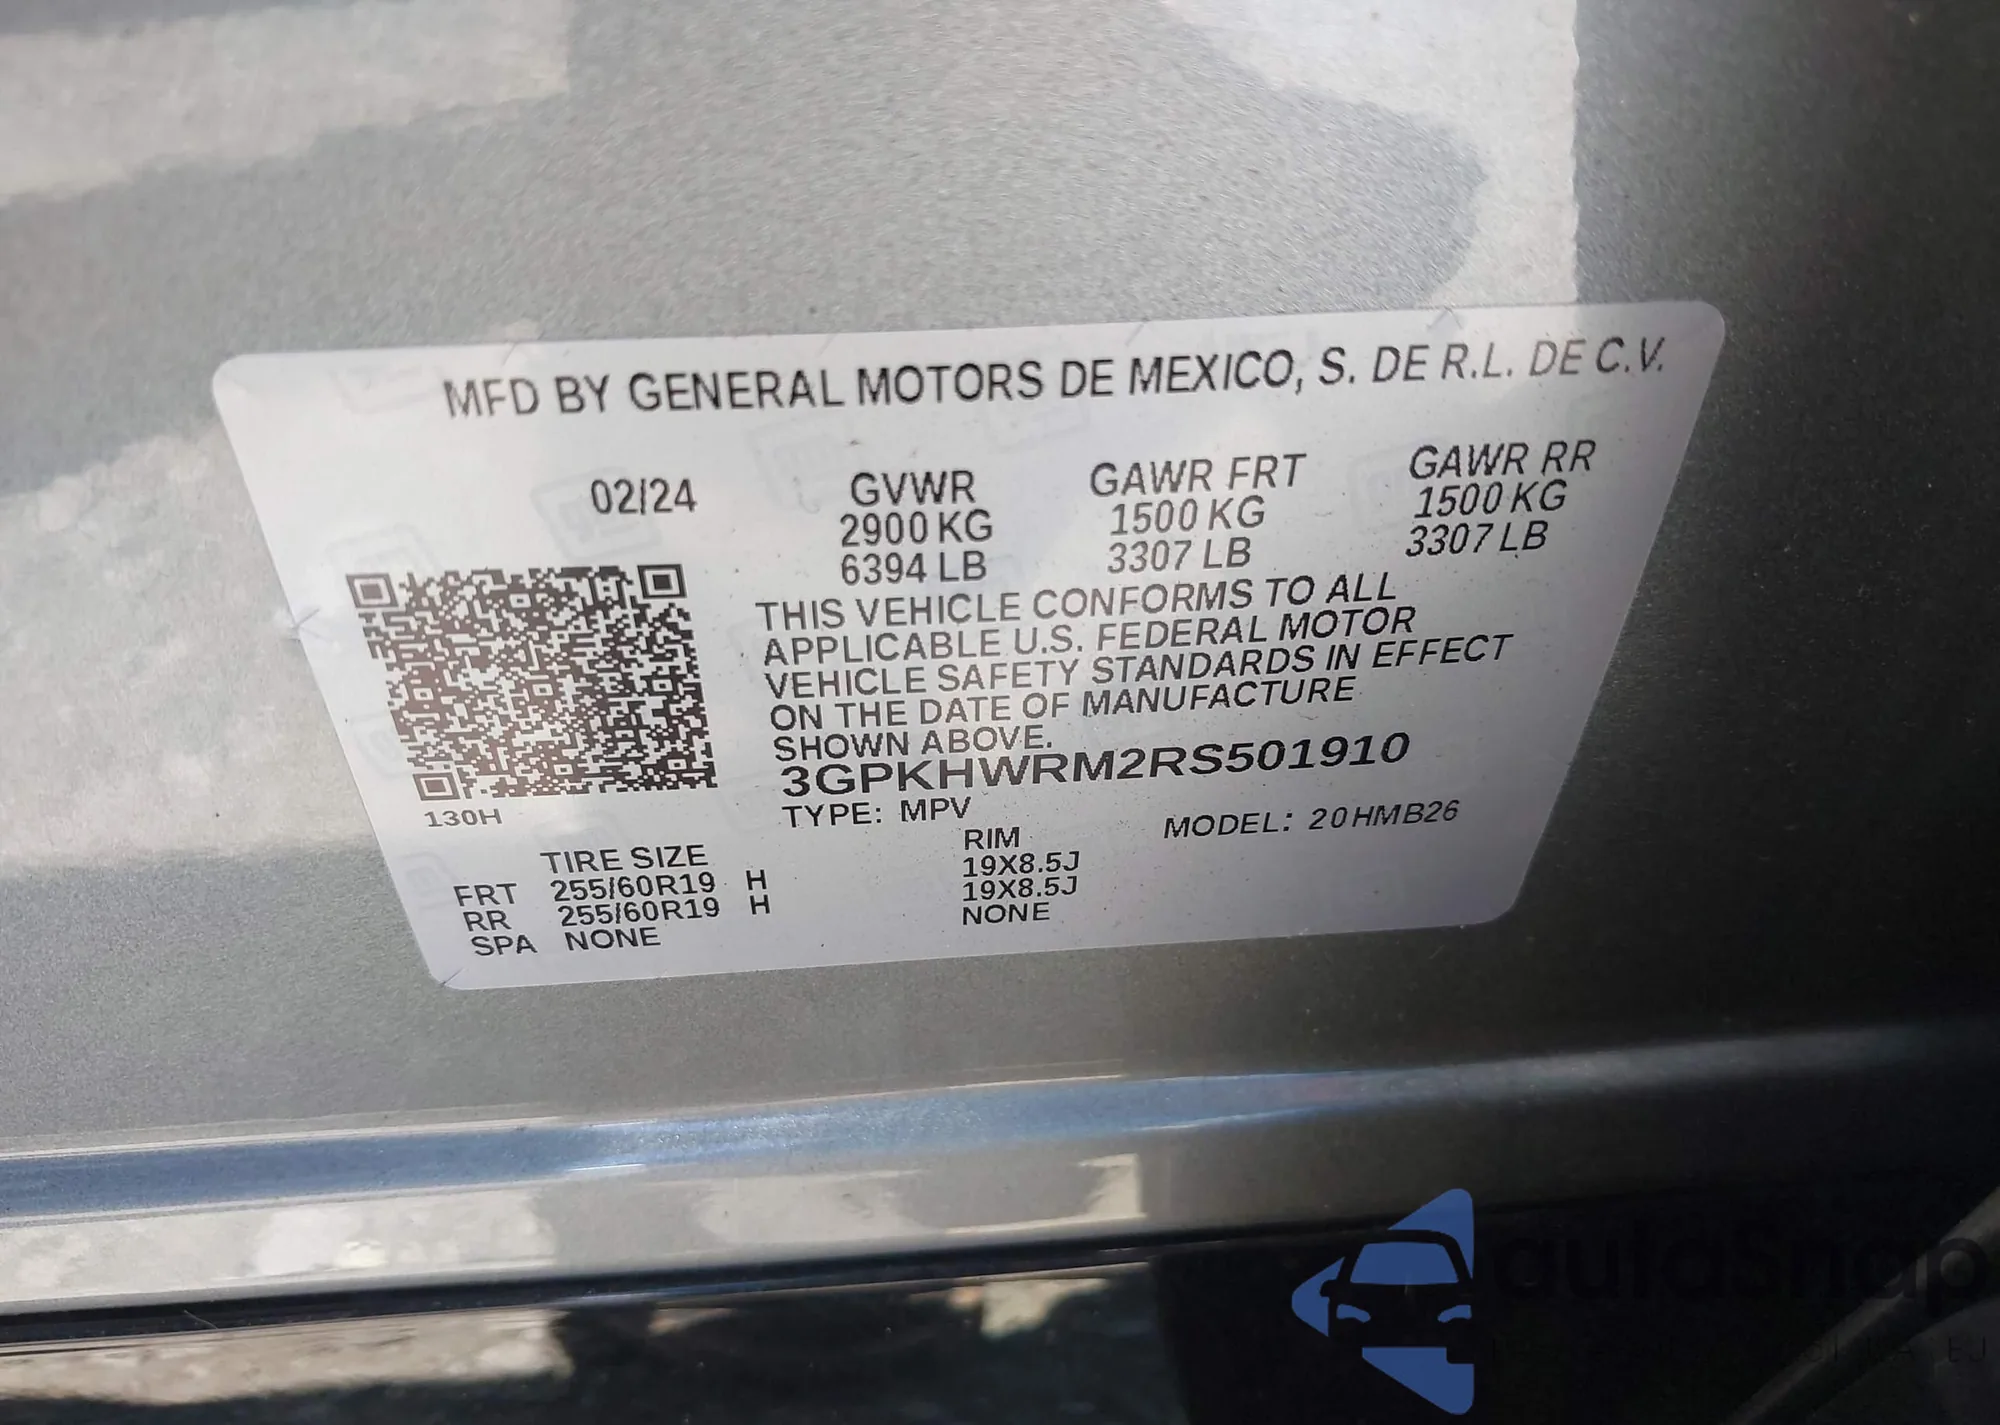 MFD BY GENERAL MOTORS DE MEXICO, S. DE R.L. DE C.V.
02/24 GVWR GAWR FRT GAWR RR
2900 KG 1500 KG 1500 KG
6394 LB 3307 LB 3307 LB
THIS VEHICLE CONFORMS TO ALL
APPLICABLE U.S. FEDERAL MOTOR
VEHICLE SAFETY STANDARDS IN EFFECT
ON THE DATE OF MANUFACTURE
SHOWN ABOVE.
3GPKHWRM2RS501910
130H TYPE: MPV MODEL: 20HMB26
TIRE SIZE RIM
FRT 255/60R19 H 19X8.5J
RR 255/60R19 H 19X8.5J
SPA NONE NONE